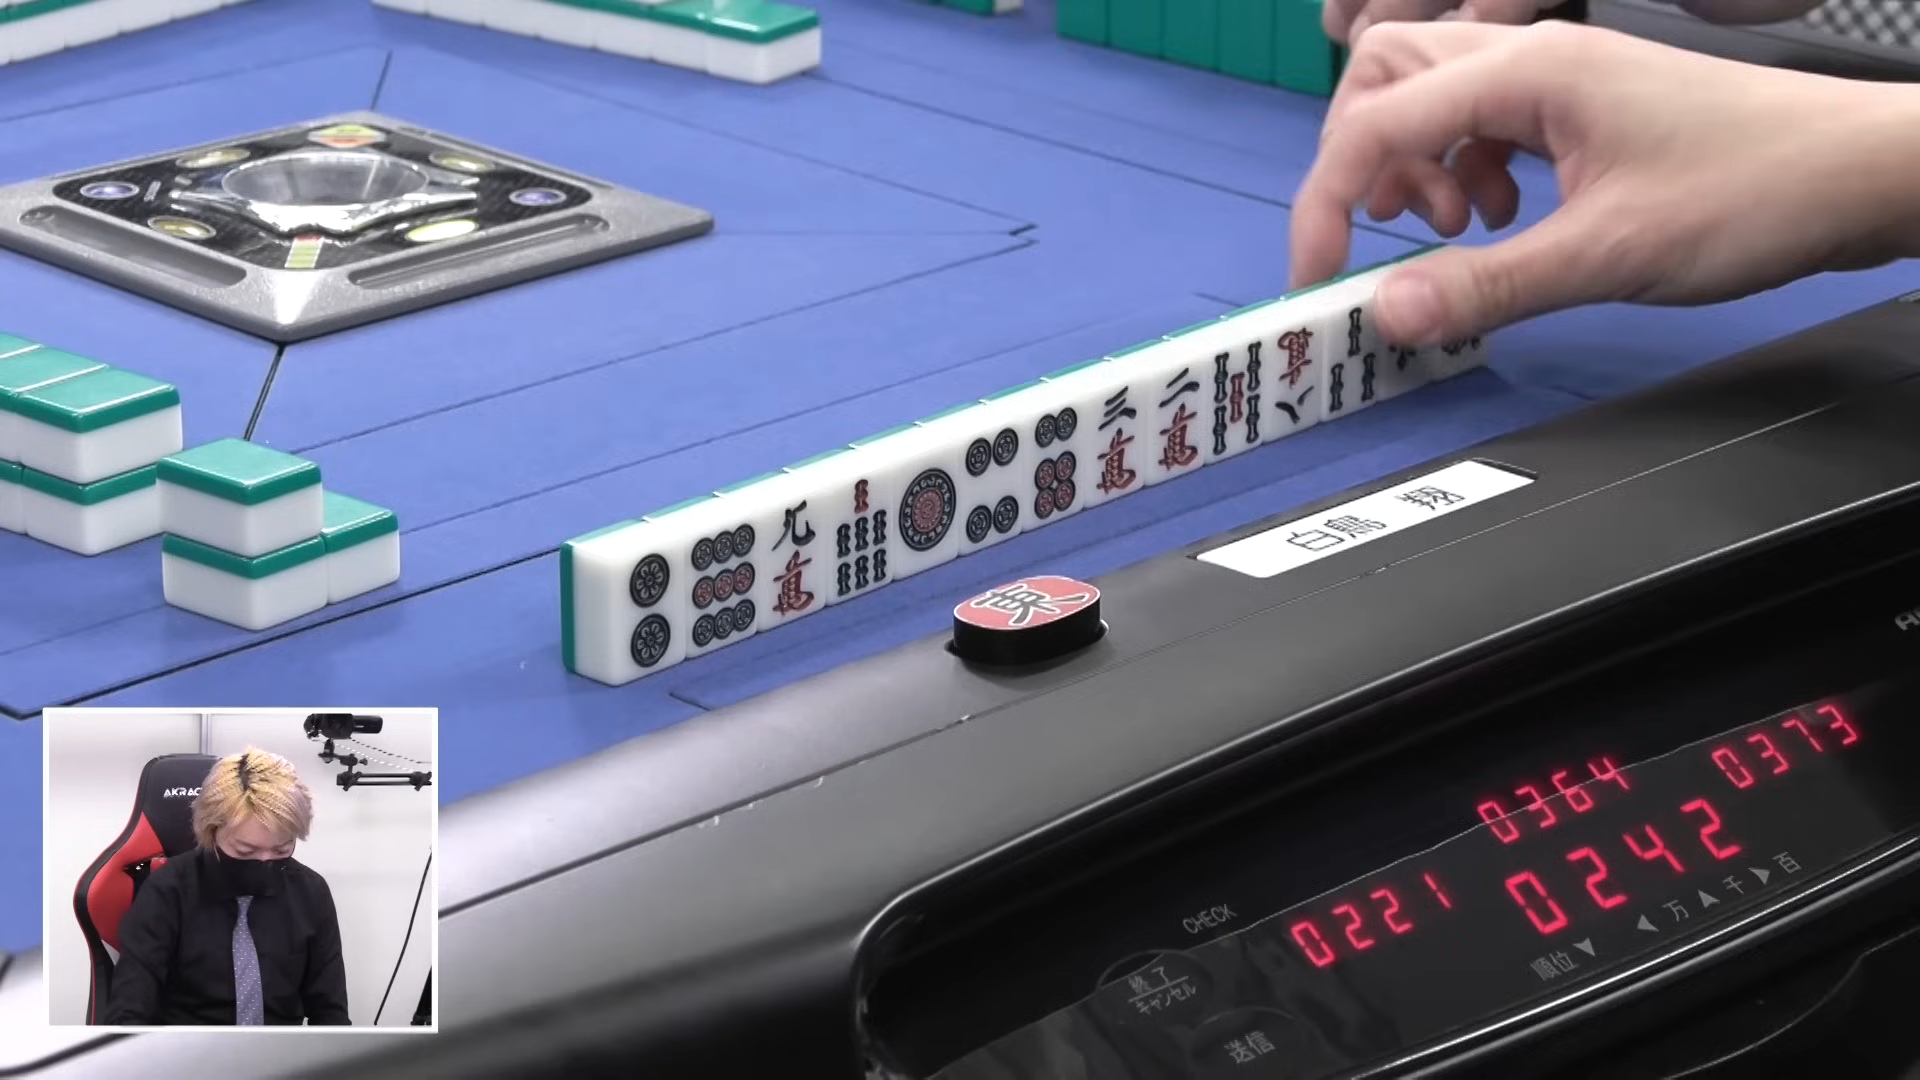 九萬
三萬
二萬
萬八
白鳥 翔
東
AKRAC
0364
0373
0221
0242
CHECK
終了
キャンセル
送信
順位▼ ◀万▲千▶百